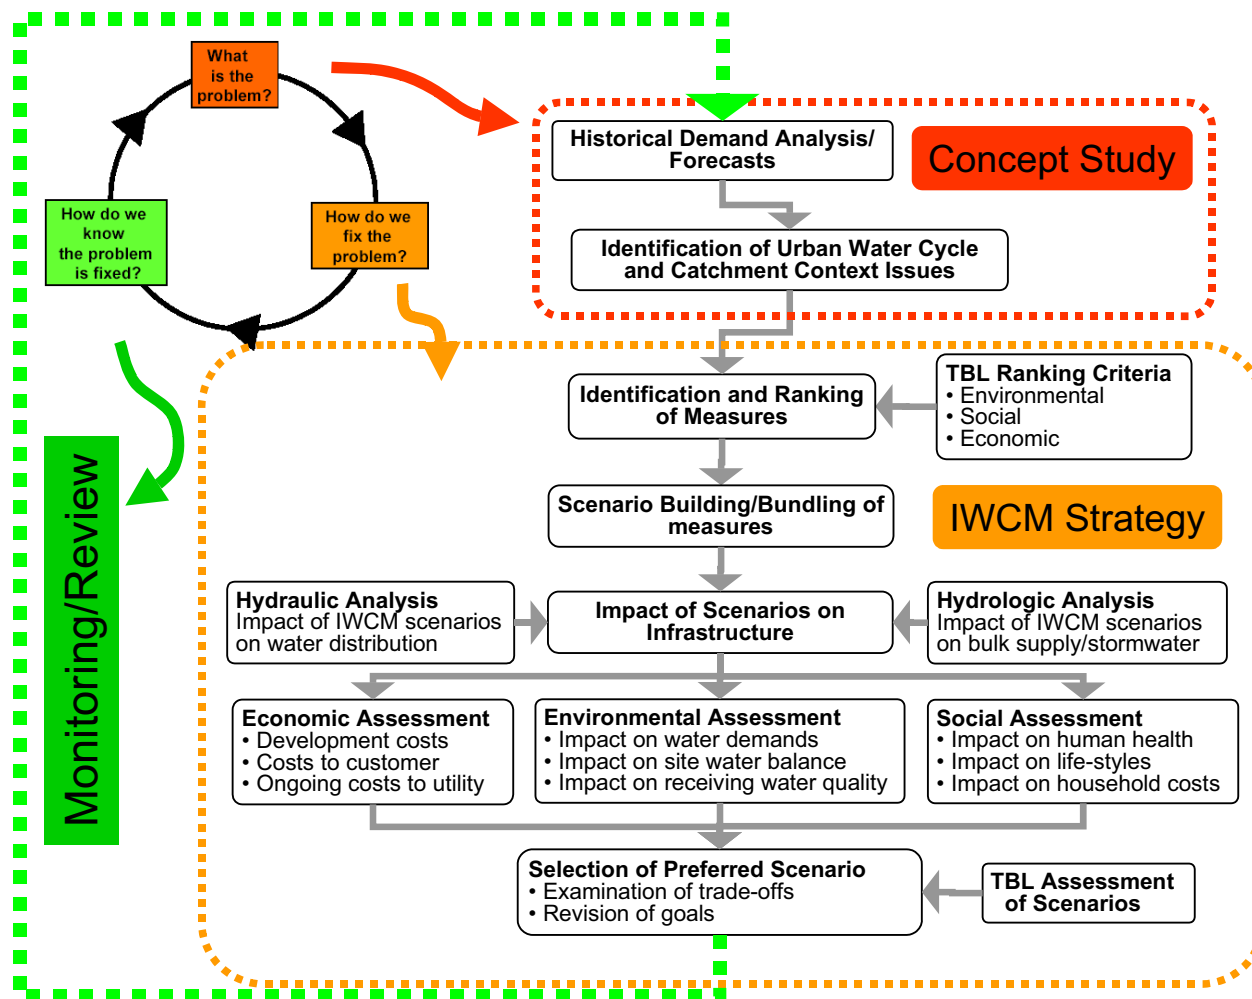 What
is the
problem?
How do we
know
the problem
is fixed?
How do we
fix the
problem?
Historical Demand Analysis/
Forecasts
Concept Study
Identification of Urban Water Cycle
and Catchment Context Issues
Identification and Ranking
of Measures
TBL Ranking Criteria
• Environmental
• Social
• Economic
Scenario Building/Bundling of
measures
IWCM Strategy
Monitoring/Review
Hydraulic Analysis
Impact of IWCM scenarios
on water distribution
Impact of Scenarios on
Infrastructure
Hydrologic Analysis
Impact of IWCM scenarios
on bulk supply/stormwater
Economic Assessment
• Development costs
• Costs to customer
• Ongoing costs to utility
Environmental Assessment
• Impact on water demands
• Impact on site water balance
• Impact on receiving water quality
Social Assessment
• Impact on human health
• Impact on life-styles
• Impact on household costs
Selection of Preferred Scenario
• Examination of trade-offs
• Revision of goals
TBL Assessment
of Scenarios